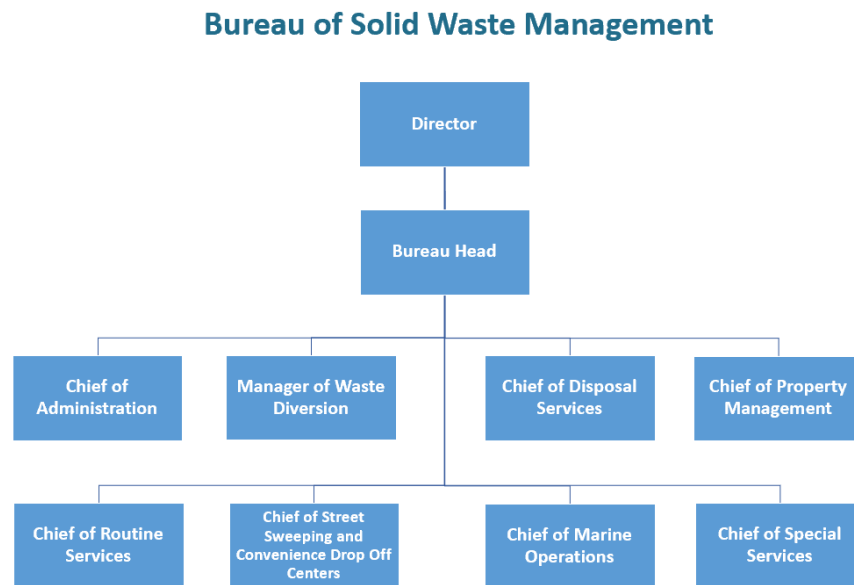 Bureau of Solid Waste Management
Director
Bureau Head
Chief of
Administration
Manager of Waste
Diversion
Chief of Disposal
Services
Chief of Property
Management
Chief of Routine
Services
Chief of Street
Sweeping and
Convenience Drop Off
Centers
Chief of Marine
Operations
Chief of Special
Services